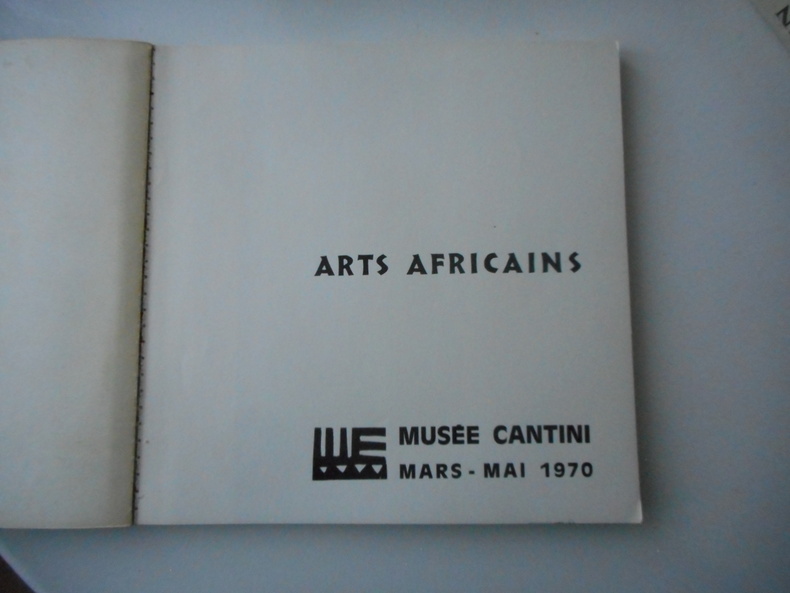 ARTS AFRICAINS
MUSÉE CANTINI
MARS - MAI 1970